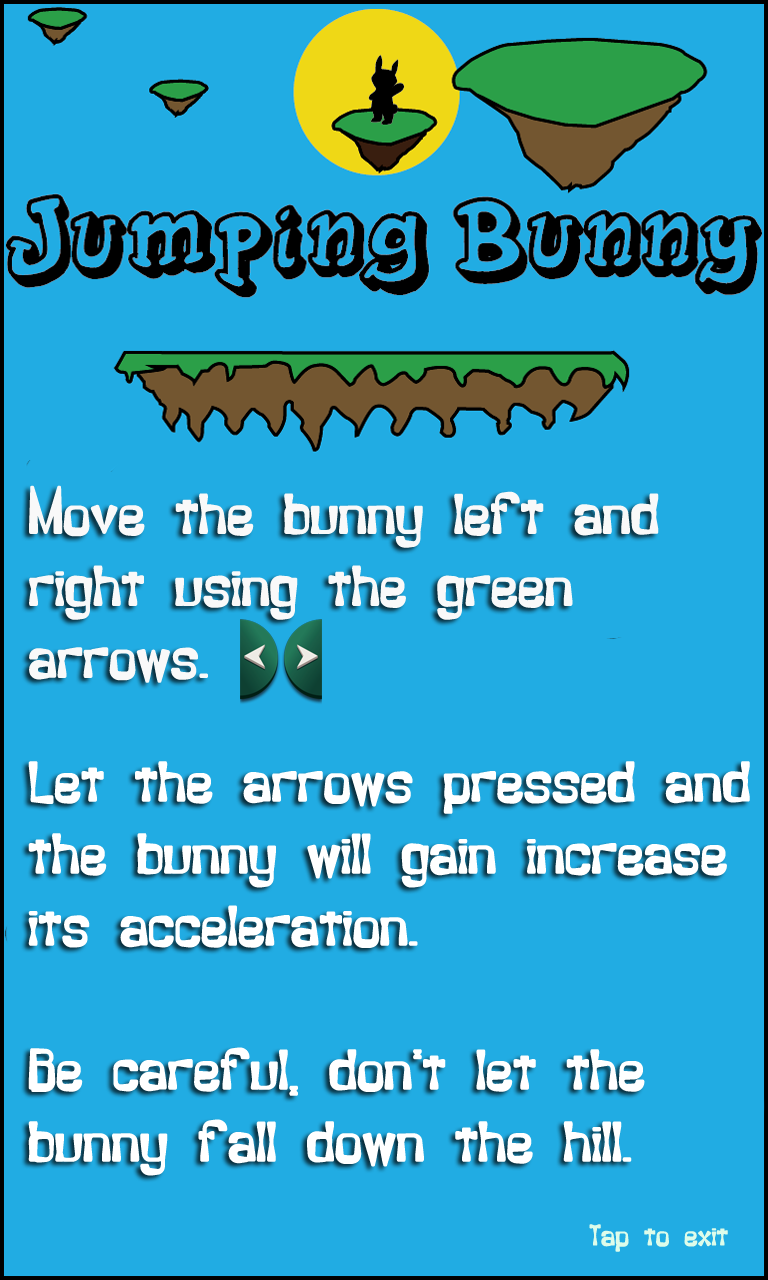 Jumping Bunny
Move the bunny left and
right using the green
arrows.
Let the arrows pressed and
the bunny will gain increase
its acceleration.
Be careful, don't let the
bunny fall down the hill.
Tap to exit